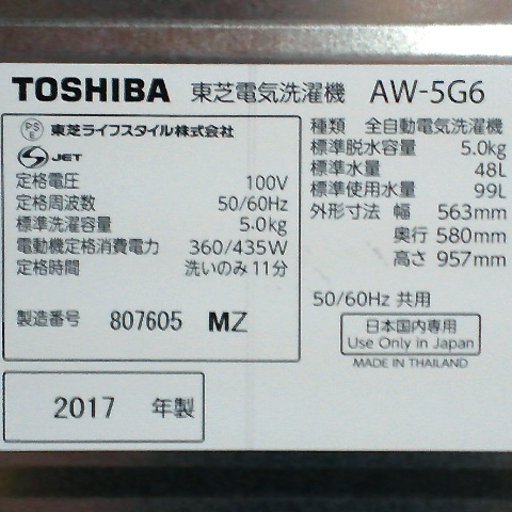 TOSHIBA 東芝電気洗濯機 AW-5G6
PS E 東芝ライフスタイル株式会社
JET
定格電圧 100V
定格周波数 50/60Hz
標準洗濯容量 5.0kg
電動機定格消費電力 360/435W
定格時間 洗いのみ11分
製造番号 807605 MZ
2017 年製
種類 全自動電気洗濯機
標準脱水容量 5.0kg
標準水量 48L
標準使用水量 99L
外形寸法 幅 563mm
奥行 580mm
高さ 957mm
50/60Hz 共用
日本国内専用
Use Only in Japan
MADE IN THAILAND